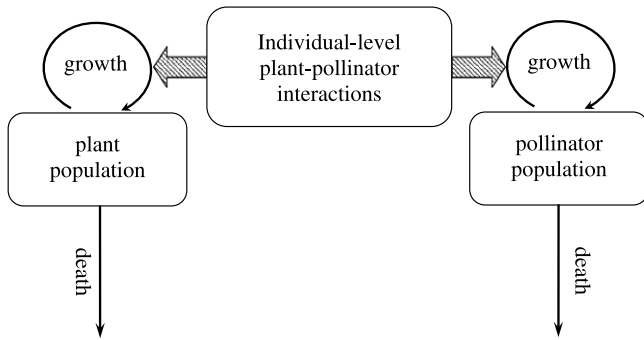 Individual-level
plant-pollinator
interactions
growth
growth
plant
population
pollinator
population
death
death